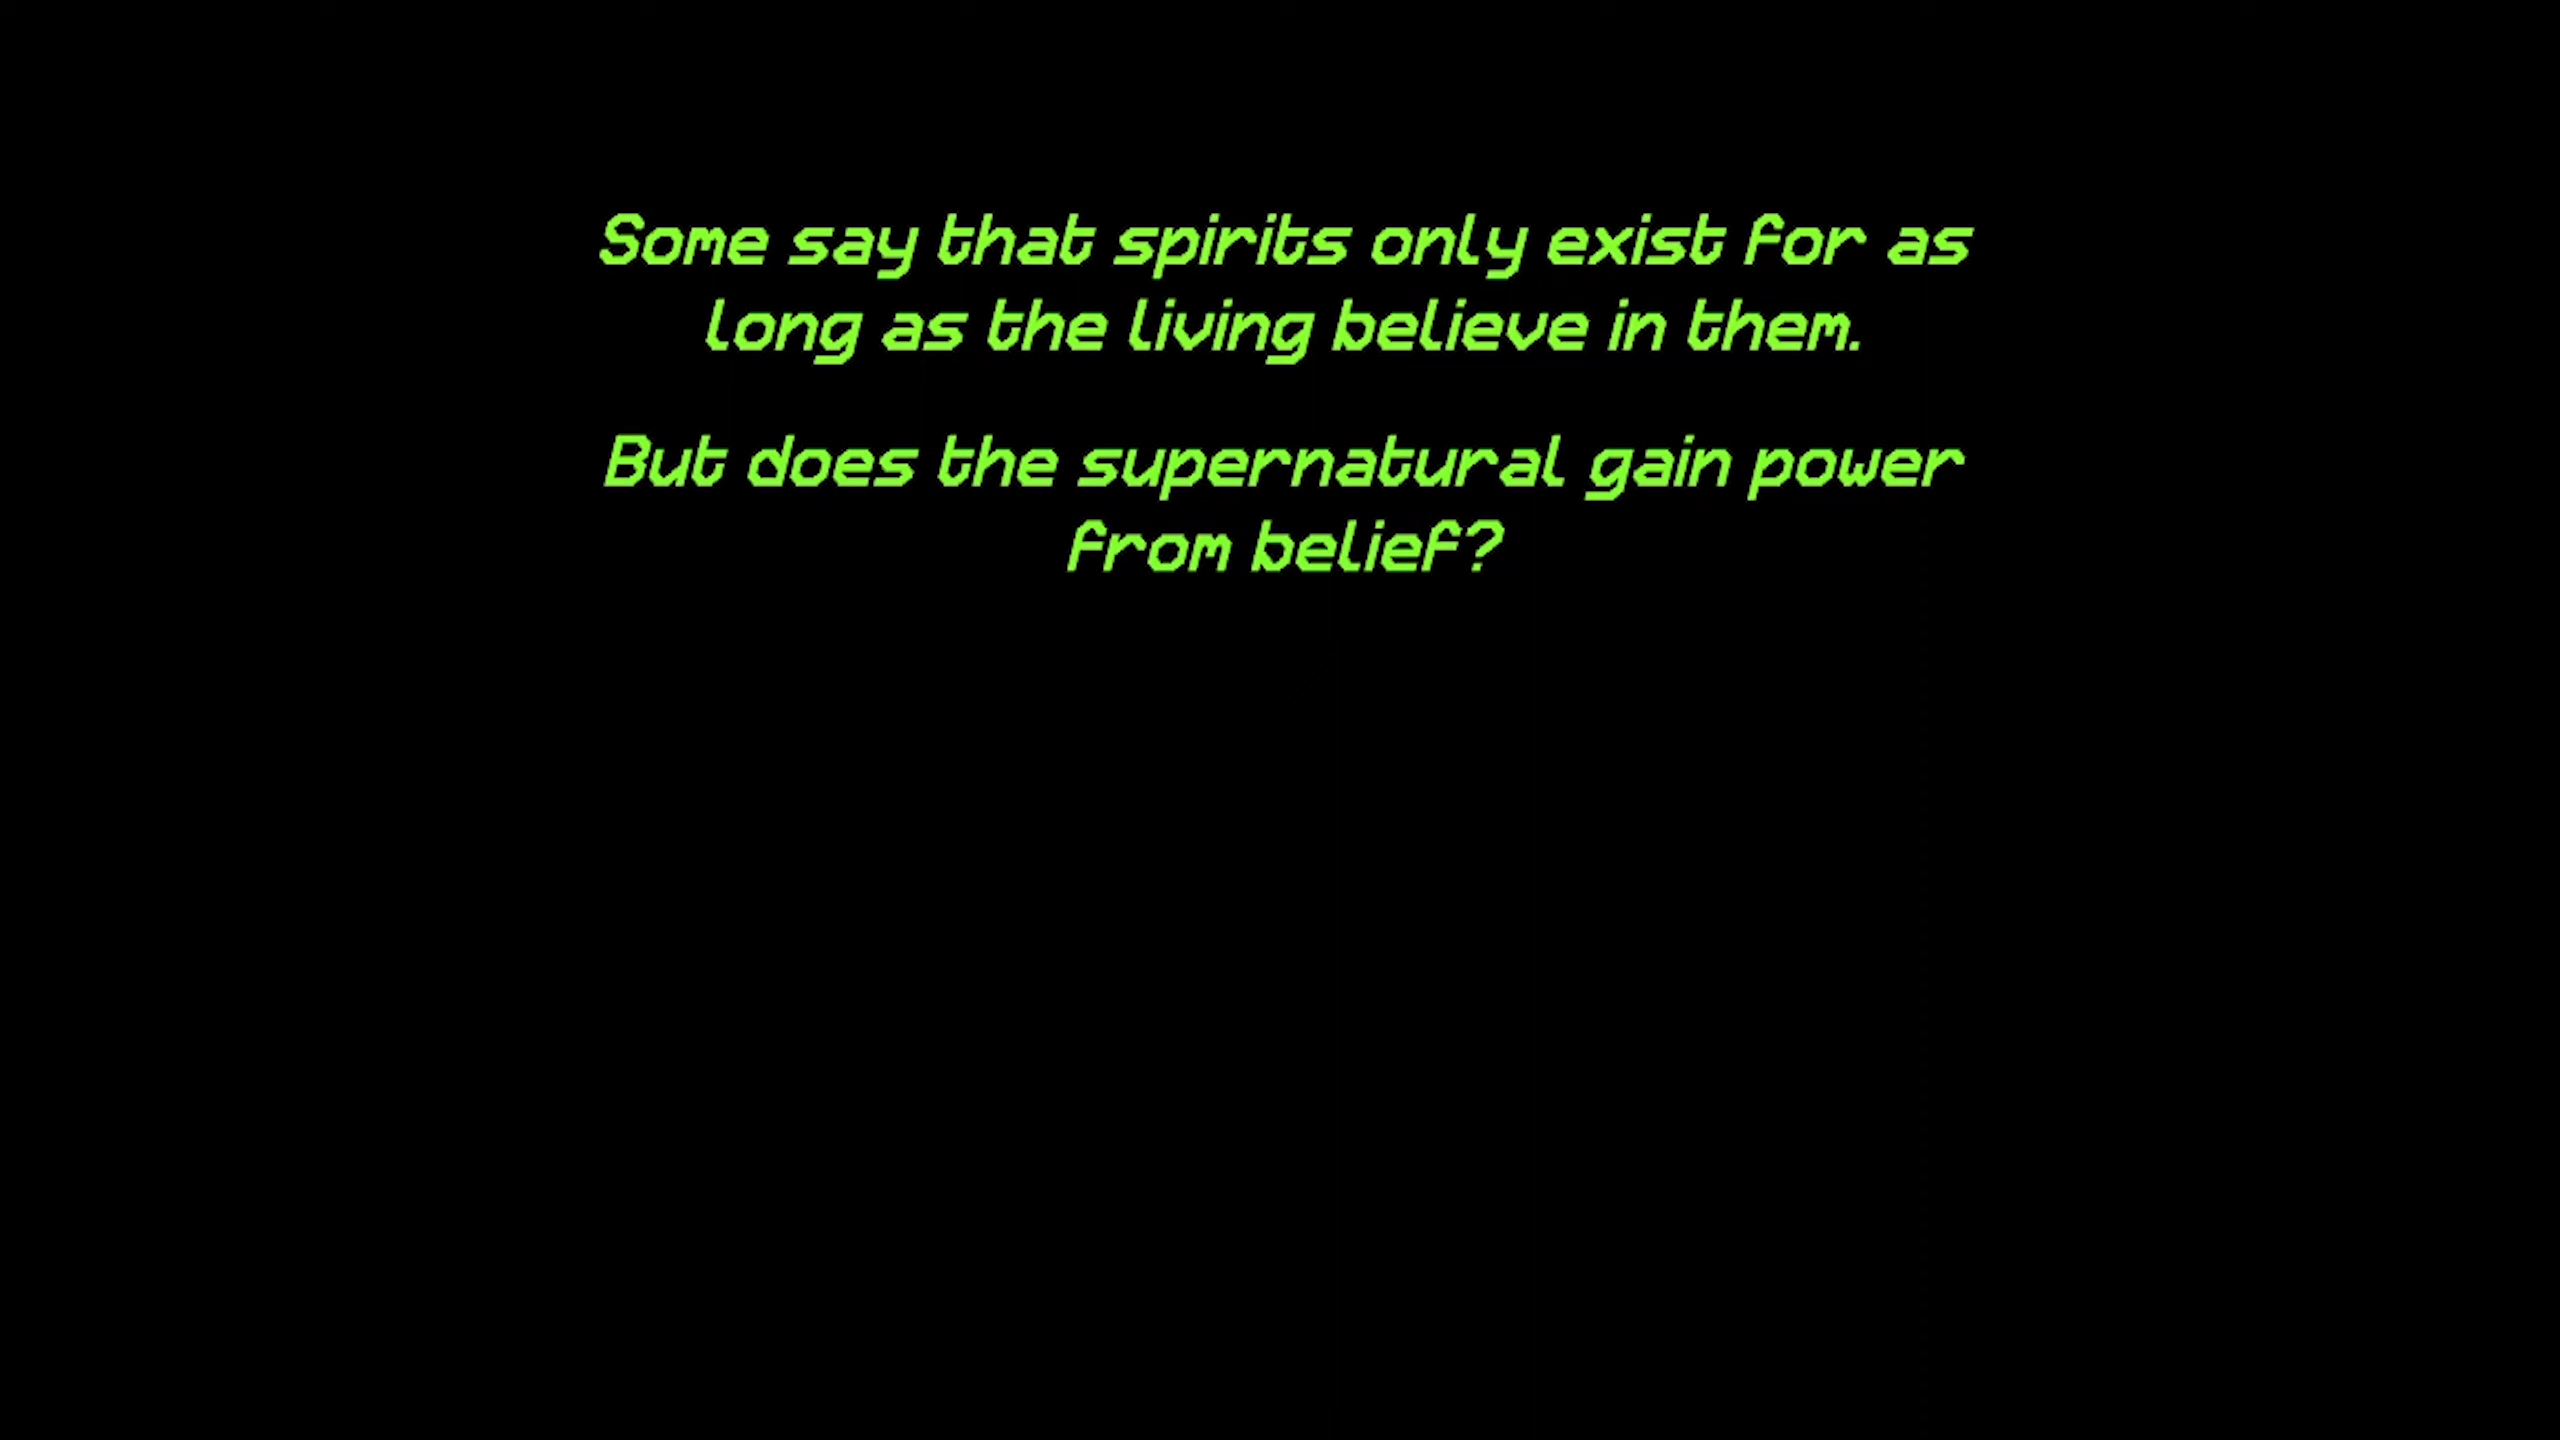 Some say that spirits only exist for as
long as the living believe in them.
But does the supernatural gain power
from belief?